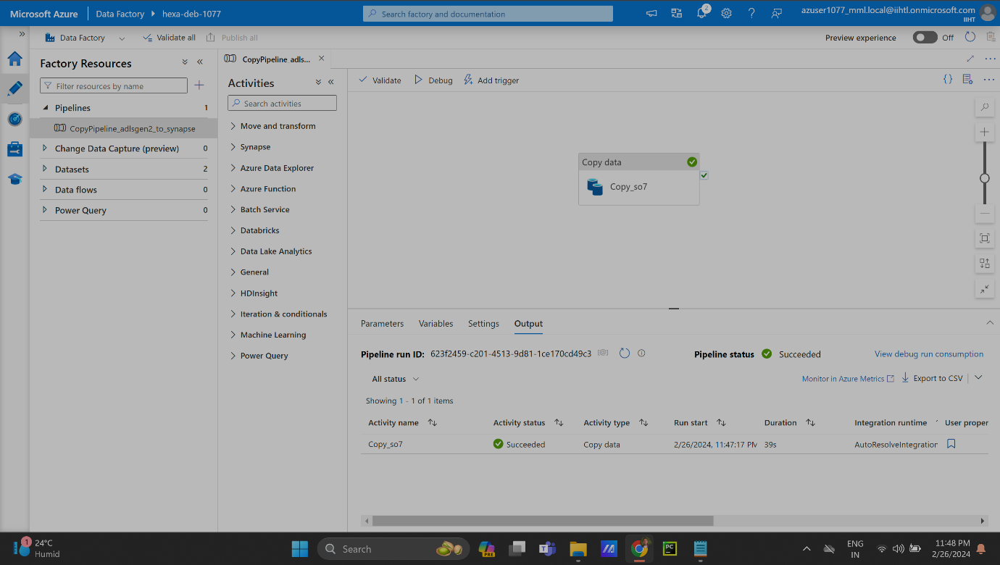 Microsoft Azure Data Factory hexa-deb-1077 Search factory and documentation 2 azuser1077_mml.local@iihtl.onmicrosoft.com
IIHT
Data Factory Validate all Publish all Preview experience Off
Factory Resources
Filter resources by name
Pipelines 1
CopyPipeline_adlsgen2_to_synapse
Change Data Capture (preview) 0
Datasets 2
Data flows 0
Power Query 0
CopyPipeline_adls...
Activities
Search activities
Move and transform
Synapse
Azure Data Explorer
Azure Function
Batch Service
Databricks
Data Lake Analytics
General
HDInsight
Iteration & conditionals
Machine Learning
Power Query
Validate Debug Add trigger
Copy data
Copy_so7
Parameters Variables Settings Output
Pipeline run ID: 623f2459-c201-4513-9d81-1ce170cd49c3 Pipeline status Succeeded View debug run consumption
All status Monitor in Azure Metrics Export to CSV
Showing 1 - 1 of 1 items
Activity name Activity status Activity type Run start Duration Integration runtime User proper
Copy_so7 Succeeded Copy data 2/26/2024, 11:47:17 PM 39s AutoResolveIntegration
1 24°C
Humid
Search
PRE
PC
ENG
IN
11:48 PM
2/26/2024